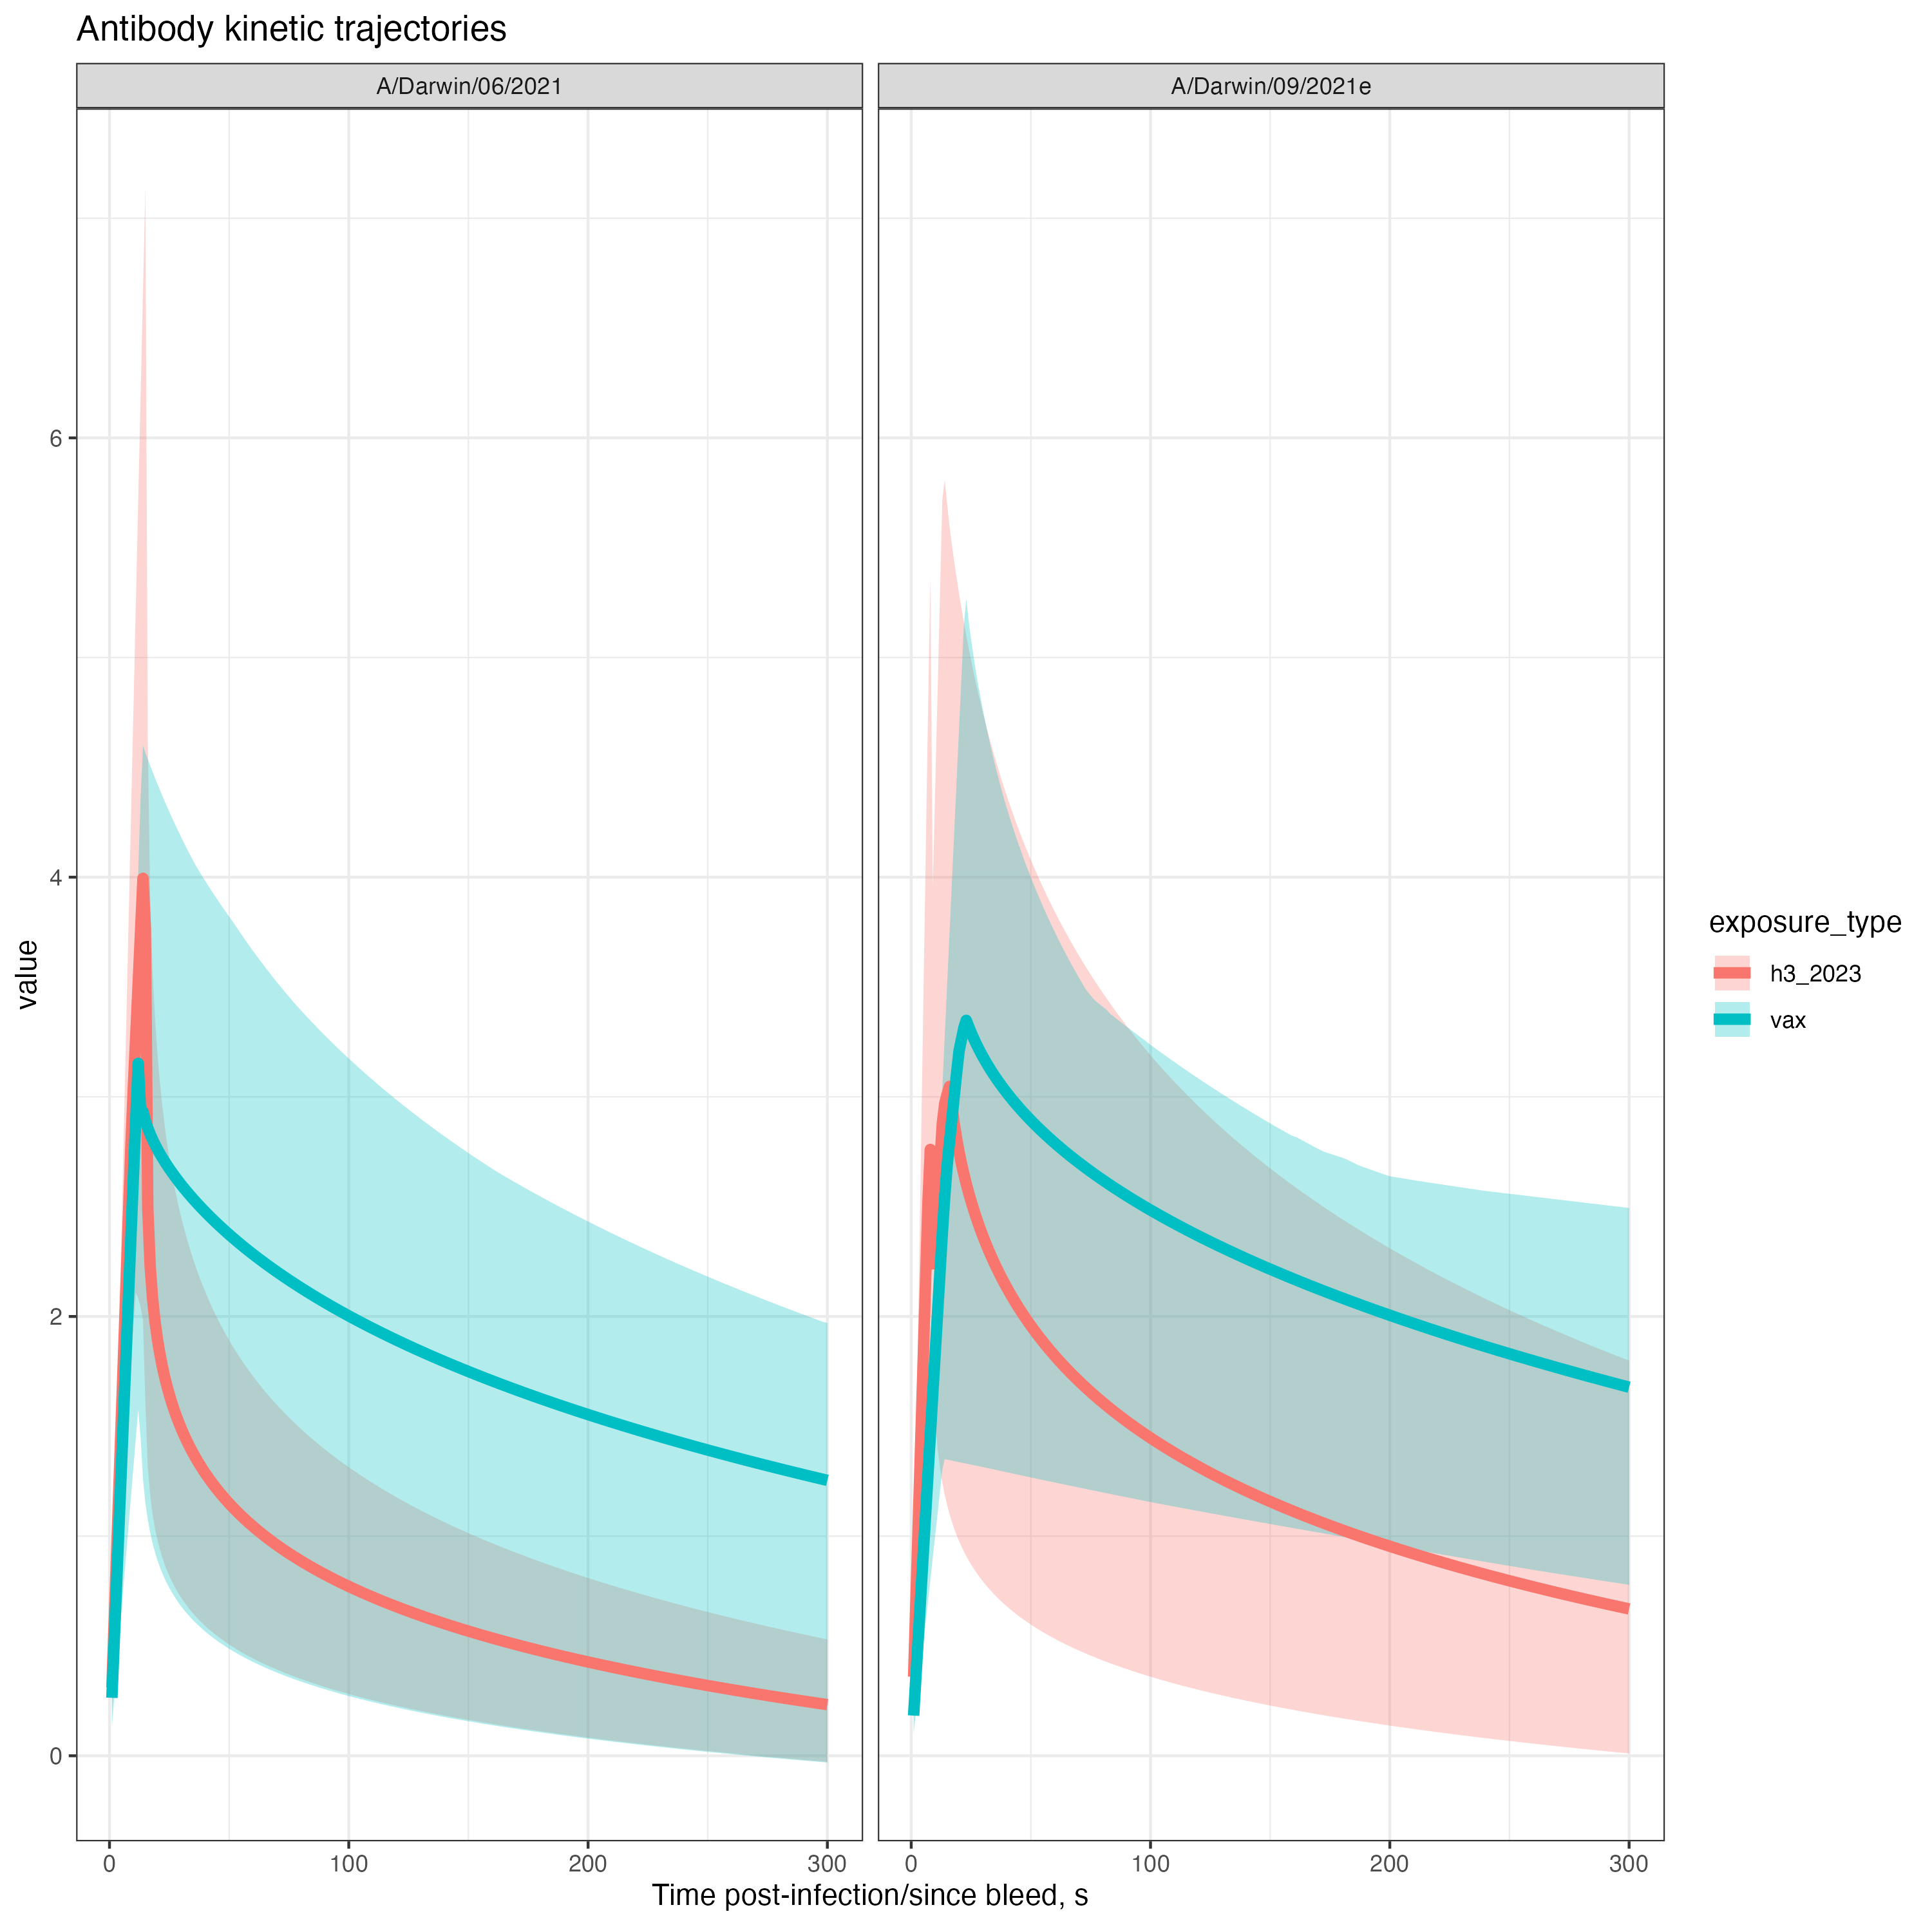 Antibody kinetic trajectories
A/Darwin/06/2021
A/Darwin/09/2021e
value
6
4
2
0
0 100 200 300
0 100 200 300
Time post-infection/since bleed, s
exposure_type
h3_2023
vax